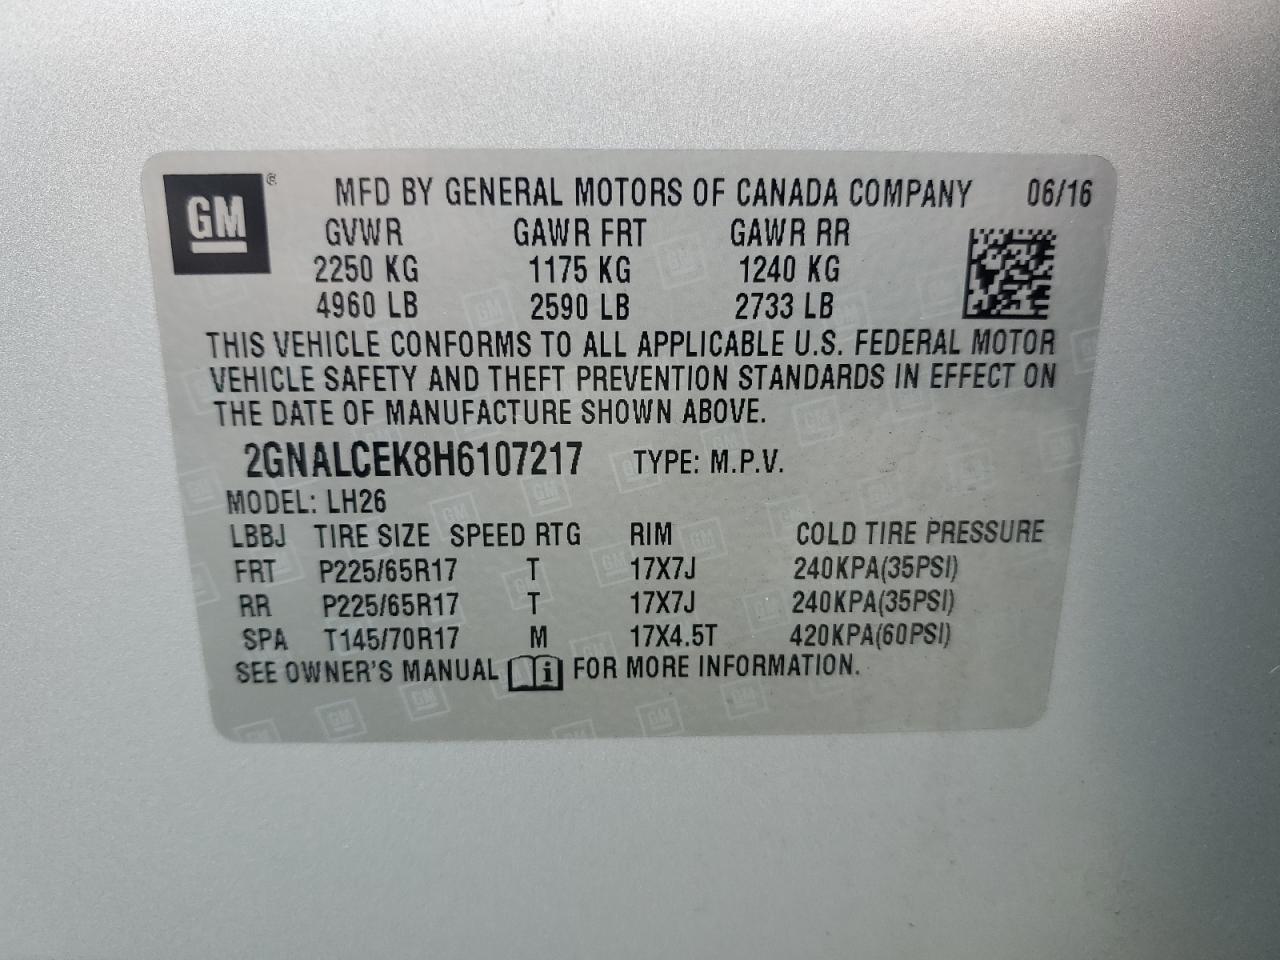 GM ® MFD BY GENERAL MOTORS OF CANADA COMPANY 06/16
GVWR GAWR FRT GAWR RR
2250 KG 1175 KG 1240 KG
4960 LB 2590 LB 2733 LB
THIS VEHICLE CONFORMS TO ALL APPLICABLE U.S. FEDERAL MOTOR
VEHICLE SAFETY AND THEFT PREVENTION STANDARDS IN EFFECT ON
THE DATE OF MANUFACTURE SHOWN ABOVE.
2GNALCEK8H6107217 TYPE: M.P.V.
MODEL: LH26
LBBJ TIRE SIZE SPEED RTG RIM COLD TIRE PRESSURE
FRT P225/65R17 T 17X7J 240KPA(35PSI)
RR P225/65R17 T 17X7J 240KPA(35PSI)
SPA T145/70R17 M 17X4.5T 420KPA(60PSI)
SEE OWNER'S MANUAL i FOR MORE INFORMATION.